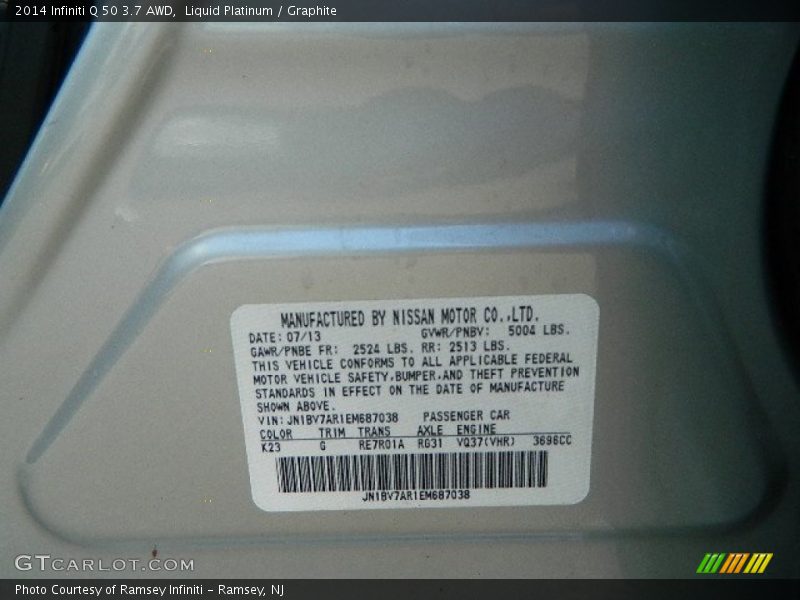 2014 Infiniti Q 50 3.7 AWD,  Liquid Platinum / Graphite
MANUFACTURED BY NISSAN MOTOR CO.,LTD.
DATE: 07/13 GVWR/PNBV: 5004 LBS.
GAWR/PNBE FR: 2524 LBS. RR: 2513 LBS.
THIS VEHICLE CONFORMS TO ALL APPLICABLE FEDERAL
MOTOR VEHICLE SAFETY,BUMPER,AND THEFT PREVENTION
STANDARDS IN EFFECT ON THE DATE OF MANUFACTURE
SHOWN ABOVE.
VIN: JN1BV7AR1EM687038 PASSENGER CAR
COLOR TRIM TRANS AXLE ENGINE
K23 G RE7R01A RG31 VQ37(VHR) 3696CC
JN1BV7AR1EM687038
GTCARLOT.COM
Photo Courtesy of Ramsey Infiniti - Ramsey, NJ